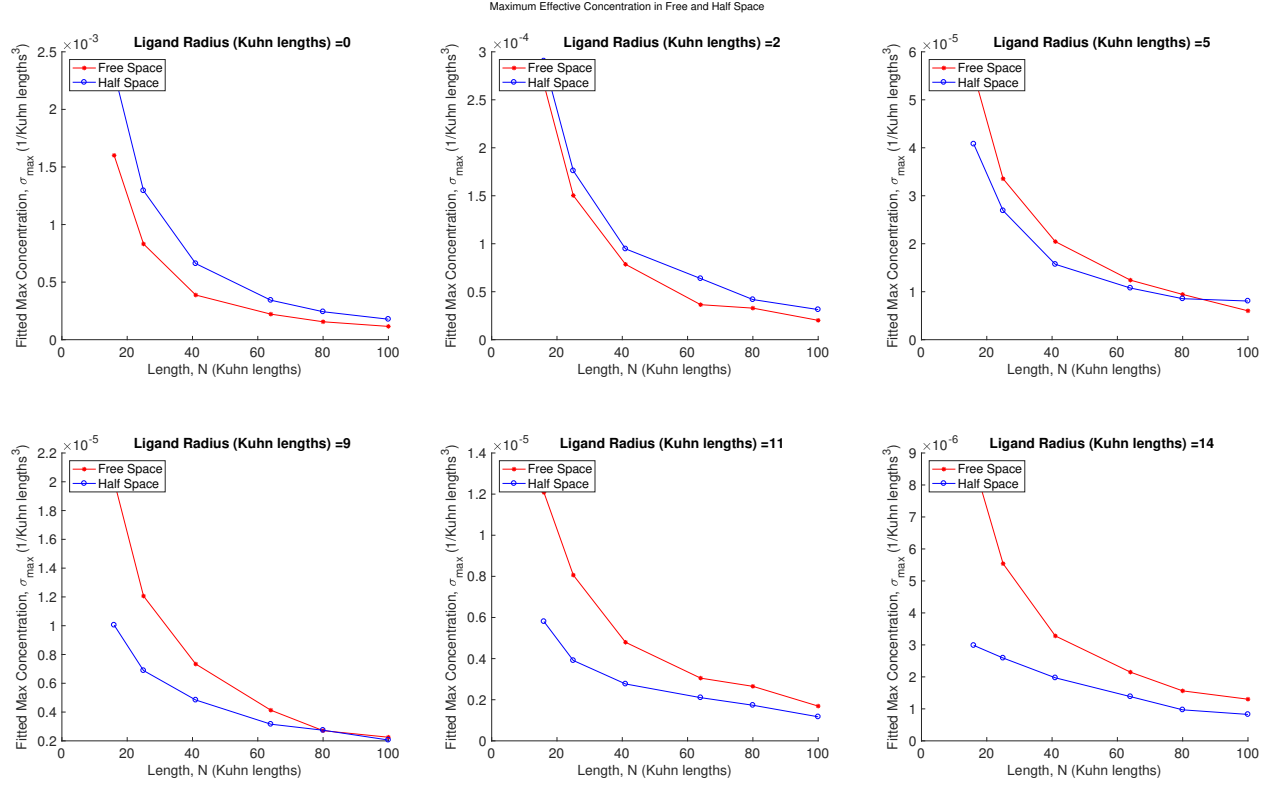 Maximum Effective Concentration in Free and Half Space
Ligand Radius (Kuhn lengths) =0
×10⁻³
Free Space
Half Space
2.5
2
1.5
1
0.5
0
Fitted Max Concentration, σmax (1/Kuhn lengths³)
0 20 40 60 80 100
Length, N (Kuhn lengths)
Ligand Radius (Kuhn lengths) =2
×10⁻⁴
Free Space
Half Space
3
2.5
2
1.5
1
0.5
0
Fitted Max Concentration, σmax (1/Kuhn lengths³)
0 20 40 60 80 100
Length, N (Kuhn lengths)
Ligand Radius (Kuhn lengths) =5
×10⁻⁵
Free Space
Half Space
6
5
4
3
2
1
0
Fitted Max Concentration, σmax (1/Kuhn lengths³)
0 20 40 60 80 100
Length, N (Kuhn lengths)
Ligand Radius (Kuhn lengths) =9
×10⁻⁵
Free Space
Half Space
2.2
2
1.8
1.6
1.4
1.2
1
0.8
0.6
0.4
0.2
Fitted Max Concentration, σmax (1/Kuhn lengths³)
0 20 40 60 80 100
Length, N (Kuhn lengths)
Ligand Radius (Kuhn lengths) =11
×10⁻⁵
Free Space
Half Space
1.4
1.2
1
0.8
0.6
0.4
0.2
0
Fitted Max Concentration, σmax (1/Kuhn lengths³)
0 20 40 60 80 100
Length, N (Kuhn lengths)
Ligand Radius (Kuhn lengths) =14
×10⁻⁶
Free Space
Half Space
9
8
7
6
5
4
3
2
1
0
Fitted Max Concentration, σmax (1/Kuhn lengths³)
0 20 40 60 80 100
Length, N (Kuhn lengths)